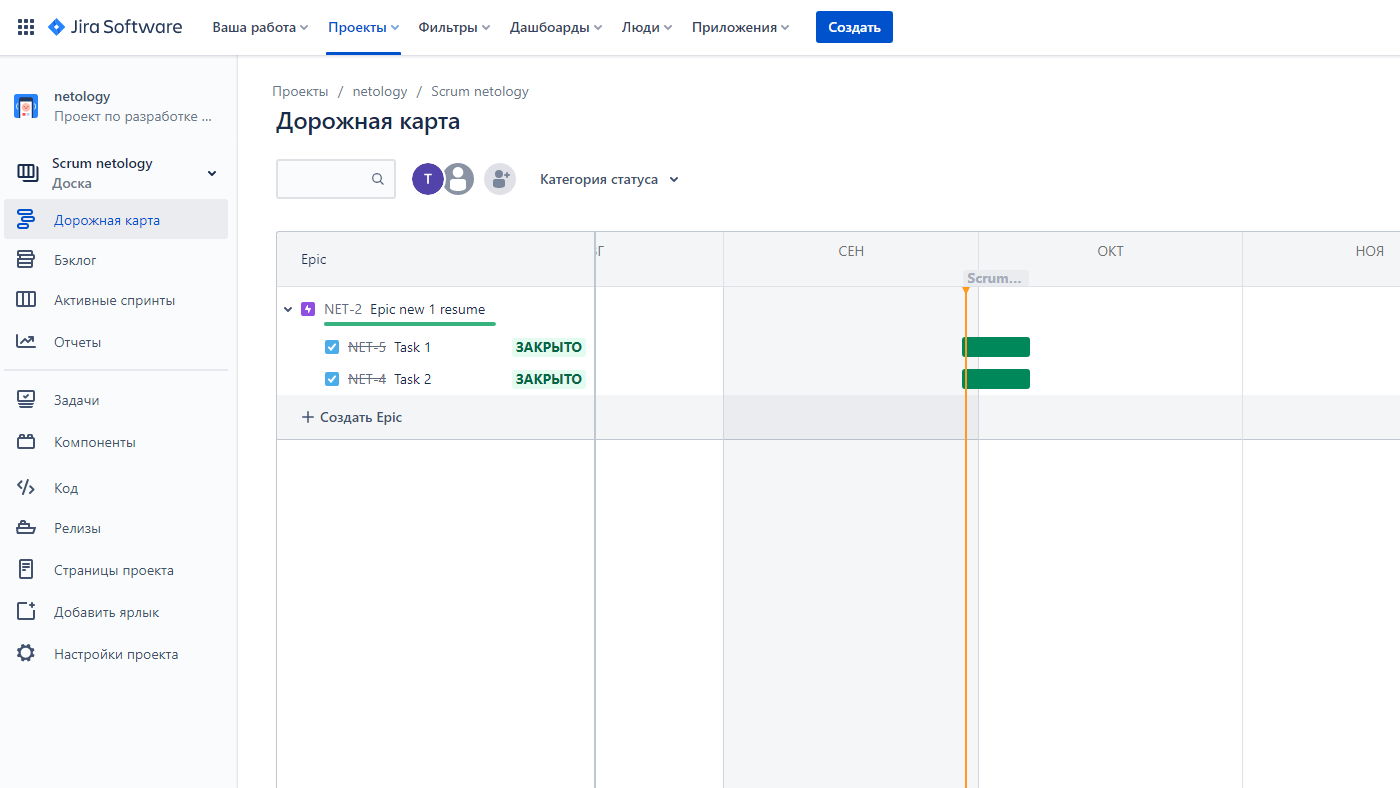 Jira Software
Ваша работа
Проекты
Фильтры
Дашбоарды
Люди
Приложения
Создать
netology
Проект по разработке ...
Scrum netology
Доска
Дорожная карта
Бэклог
Активные спринты
Отчеты
Задачи
Компоненты
Код
Релизы
Страницы проекта
Добавить ярлык
Настройки проекта
Проекты / netology / Scrum netology
Дорожная карта
T
Категория статуса
Epic
СЕН
ОКТ
НОЯ
Scrum...
NET-2 Epic new 1 resume
NET-5 Task 1 ЗАКРЫТО
NET-4 Task 2 ЗАКРЫТО
+ Создать Epic